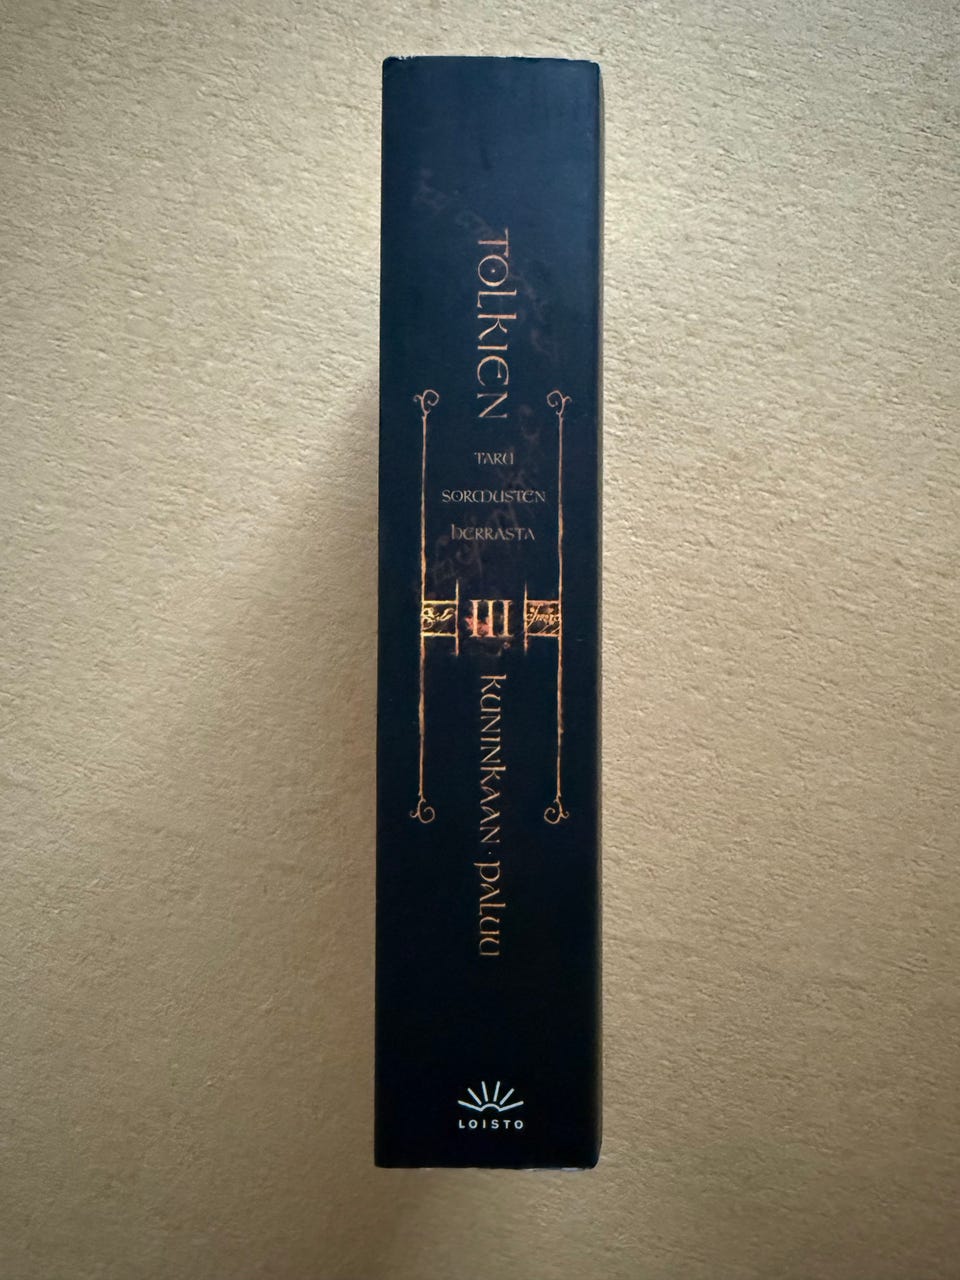 TOLKIEN
TARU
SORMUSTEN
HERRASTA
III
KUNINKAAN · PALUU
LOISTO